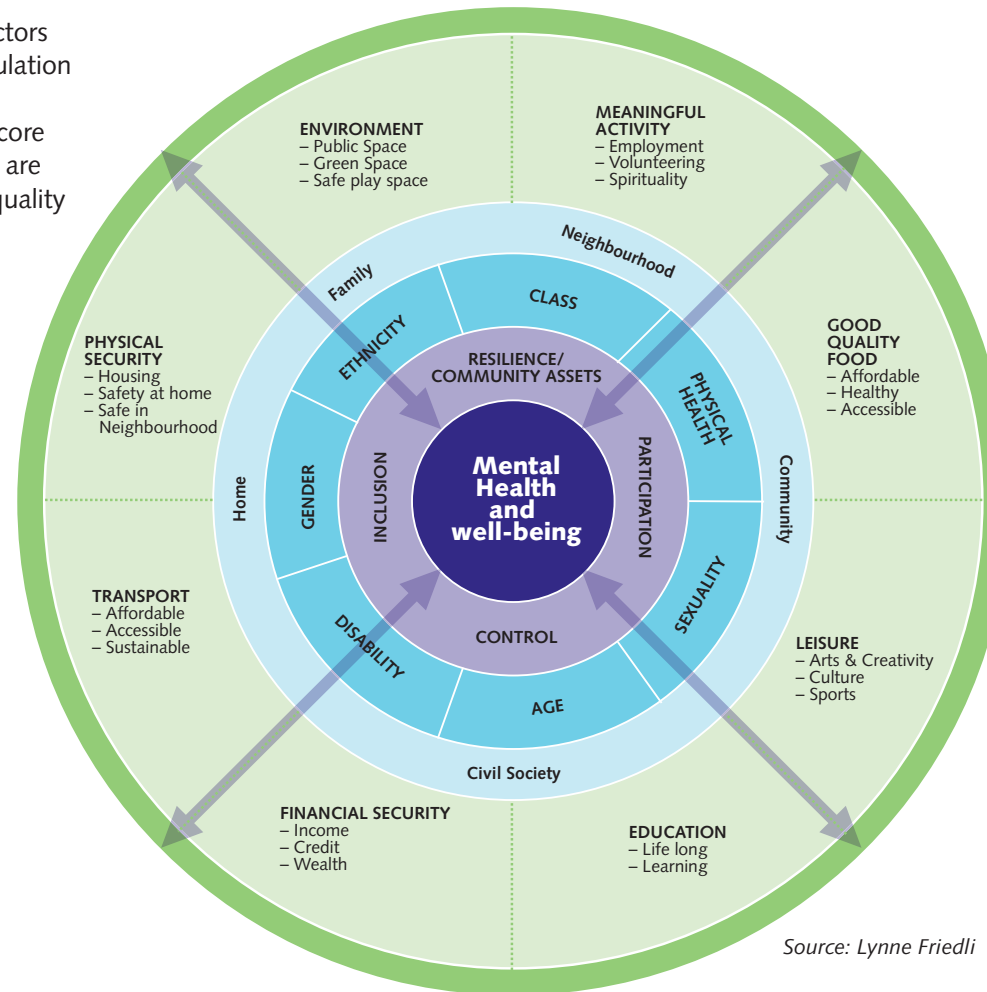 ctors
ulation
core
are
quality
ENVIRONMENT
– Public Space
– Green Space
– Safe play space
MEANINGFUL
ACTIVITY
– Employment
– Volunteering
– Spirituality
PHYSICAL
SECURITY
– Housing
– Safety at home
– Safe in
Neighbourhood
GOOD
QUALITY
FOOD
– Affordable
– Healthy
– Accessible
TRANSPORT
– Affordable
– Accessible
– Sustainable
LEISURE
– Arts & Creativity
– Culture
– Sports
FINANCIAL SECURITY
– Income
– Credit
– Wealth
EDUCATION
– Life long
– Learning
Family
Neighbourhood
Home
Community
Civil Society
ETHNICITY
CLASS
PHYSICAL
HEALTH
GENDER
SEXUALITY
DISABILITY
AGE
RESILIENCE/
COMMUNITY ASSETS
INCLUSION
PARTICIPATION
CONTROL
Mental
Health
and
well-being
Source: Lynne Friedli